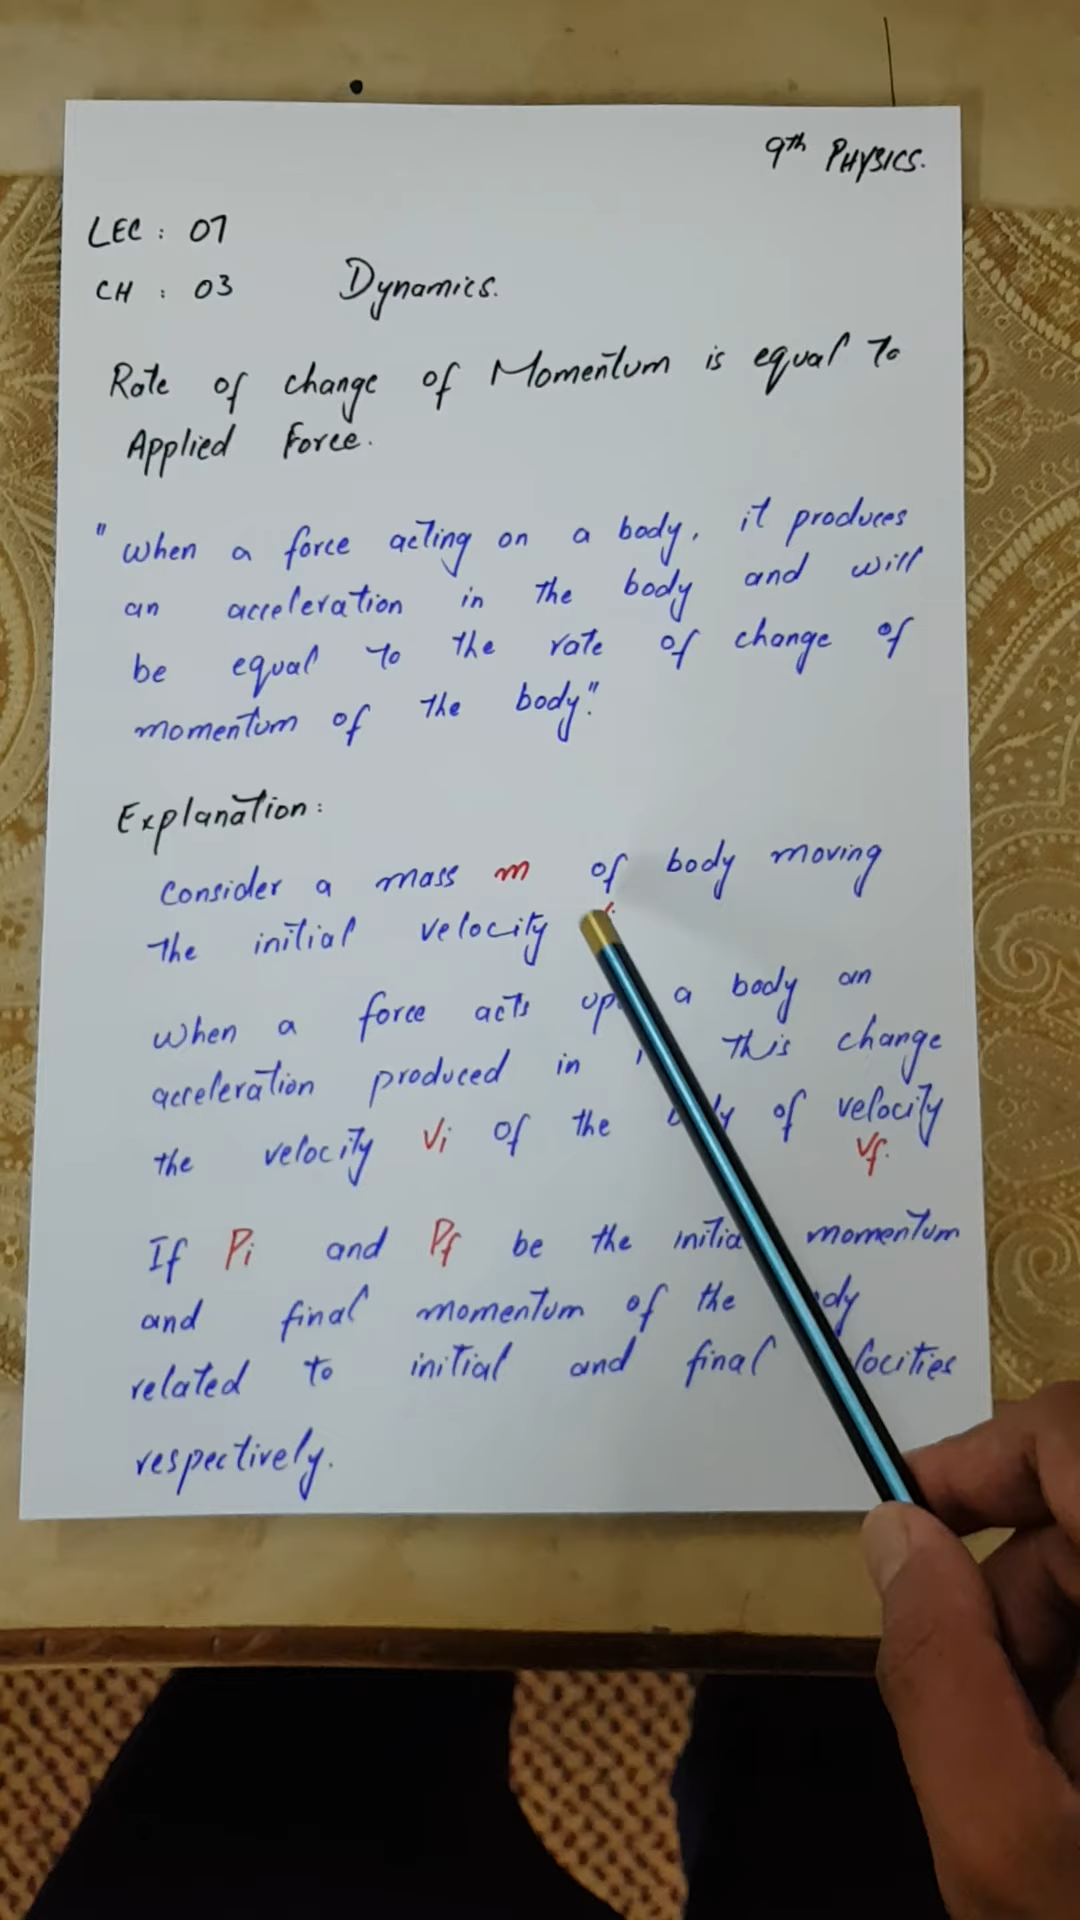 9th PHYSICS.
LEC : 07
CH : 03 Dynamics.
Rate of change of Momentum is equal to
Applied Force.
"When a force acting on a body, it produces
an acceleration in the body and will
be equal to the rate of change of
momentum of the body."
Explanation:
Consider a mass m of body moving
the initial velocity
When a force acts a body an
acceleration produced in this change
the velocity Vi of the of velocity
Vf.
If Pi and Pf be the momentum
and final momentum of the
related to initial and final
respectively.